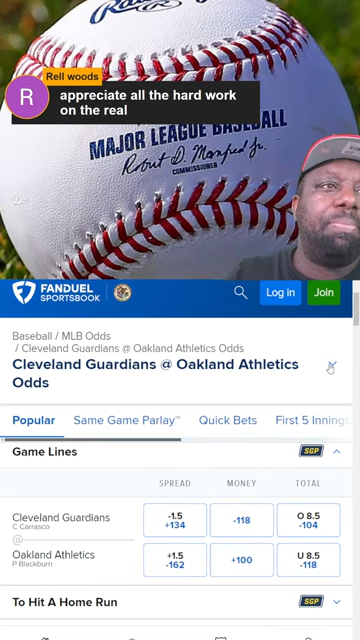 Rawlings
Rell woods
R
appreciate all the hard work
on the real
MAJOR LEAGUE BASEBALL
Robert D. Manfred Jr.
COMMISSIONER
FANDUEL
SPORTSBOOK
Log in
Join
Baseball / MLB Odds
/ Cleveland Guardians @ Oakland Athletics Odds
Cleveland Guardians @ Oakland Athletics
Odds
Popular
Same Game Parlay™
Quick Bets
First 5 Innings
Game Lines
SGP
SPREAD
MONEY
TOTAL
Cleveland Guardians
C Carrasco
-1.5
+134
-118
O 8.5
-104
@
Oakland Athletics
P Blackburn
+1.5
-162
+100
U 8.5
-118
To Hit A Home Run
SGP